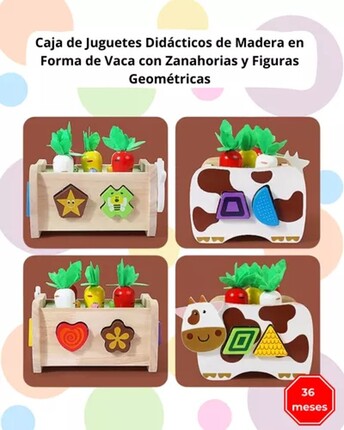 Caja de Juguetes Didácticos de Madera en
Forma de Vaca con Zanahorias y Figuras
Geométricas
36
meses